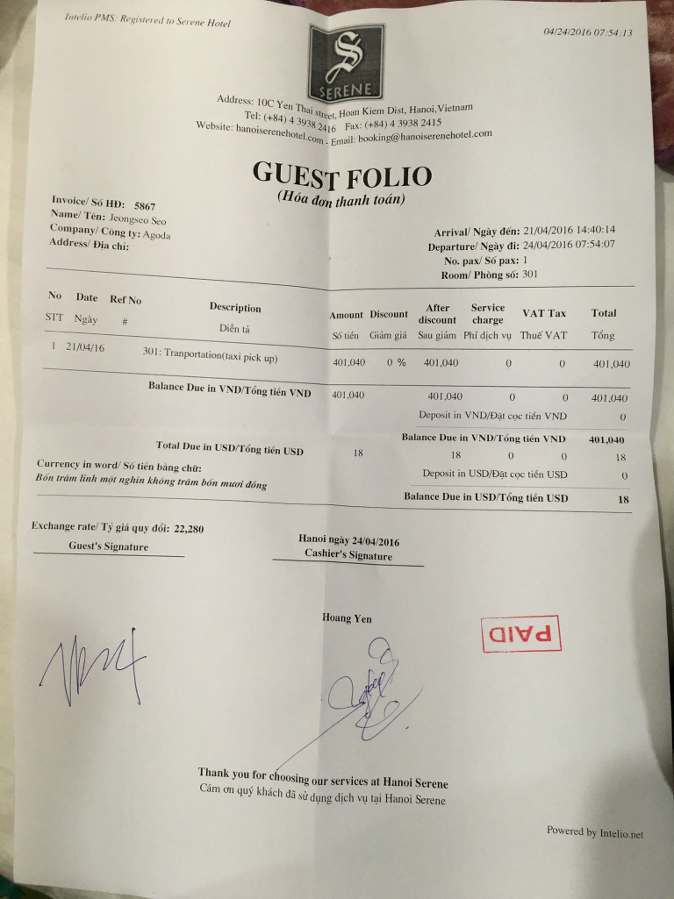 Intelio PMS: Registered to Serene Hotel
04/24/2016 07:54:13
S
SERENE
Address: 10C Yen Thai street, Hoan Kiem Dist, Hanoi,Vietnam
Tel: (+84) 4 3938 2416 Fax: (+84) 4 3938 2415
Website: hanoiserenehotel.com - Email: booking@hanoiserenehotel.com
GUEST FOLIO
(Hóa đơn thanh toán)
Invoice/ Số HĐ: 5867
Name/ Tên: Jeongseo Seo
Company/ Công ty: Agoda
Address/ Địa chỉ:
Arrival/ Ngày đến: 21/04/2016 14:40:14
Departure/ Ngày đi: 24/04/2016 07:54:07
No. pax/ Số pax: 1
Room/ Phòng số: 301
No Date Ref No Description Amount Discount After discount Service charge VAT Tax Total
STT Ngày # Diễn tả Số tiền Giảm giá Sau giảm Phí dịch vụ Thuế VAT Tổng
1 21/04/16 301: Tranportation(taxi pick up) 401,040 0 % 401,040 0 0 401,040
Balance Due in VND/Tổng tiền VND 401,040 401,040 0 0 401,040
Deposit in VND/Đặt cọc tiền VND 0
Balance Due in VND/Tổng tiền VND 401,040
Total Due in USD/Tổng tiền USD 18 18 0 0 18
Deposit in USD/Đặt cọc tiền USD 0
Balance Due in USD/Tổng tiền USD 18
Currency in word/ Số tiền bằng chữ:
Bốn trăm linh một nghìn không trăm bốn mươi đồng
Exchange rate/ Tỷ giá quy đổi: 22,280
Guest's Signature
Hanoi ngày 24/04/2016
Cashier's Signature
Hoang Yen
PAID
Thank you for choosing our services at Hanoi Serene
Cám ơn quý khách đã sử dụng dịch vụ tại Hanoi Serene
Powered by Intelio.net